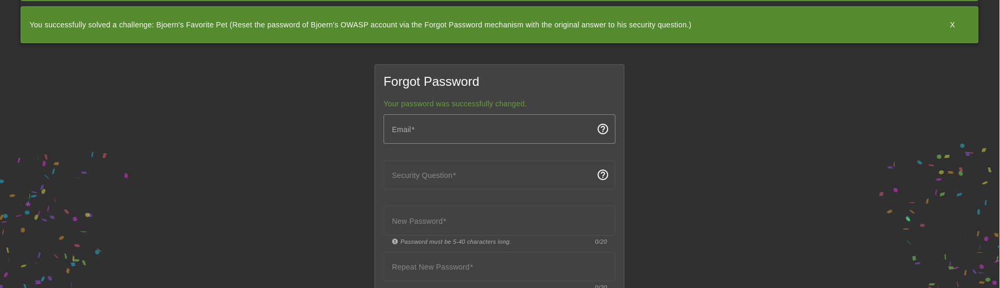 You successfully solved a challenge: Bjoern's Favorite Pet (Reset the password of Bjoern's OWASP account via the Forgot Password mechanism with the original answer to his security question.)
X
Forgot Password
Your password was successfully changed.
Email*
Security Question*
New Password*
Password must be 5-40 characters long.
0/20
Repeat New Password*
0/20